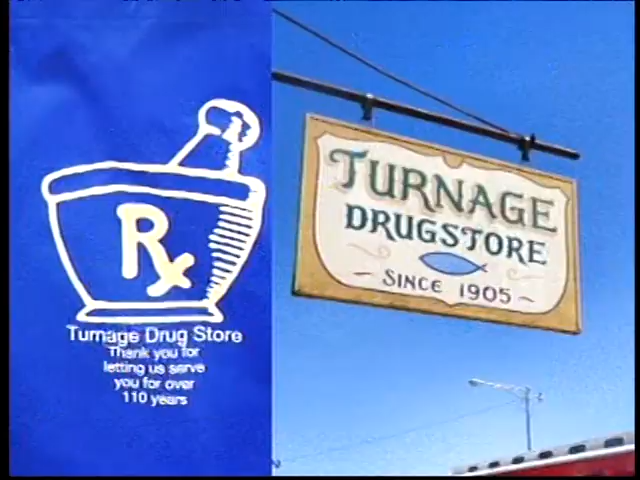 Rx
Turnage Drug Store
Thank you for
letting us serve
you for over
110 years
TURNAGE
DRUGSTORE
SINCE 1905